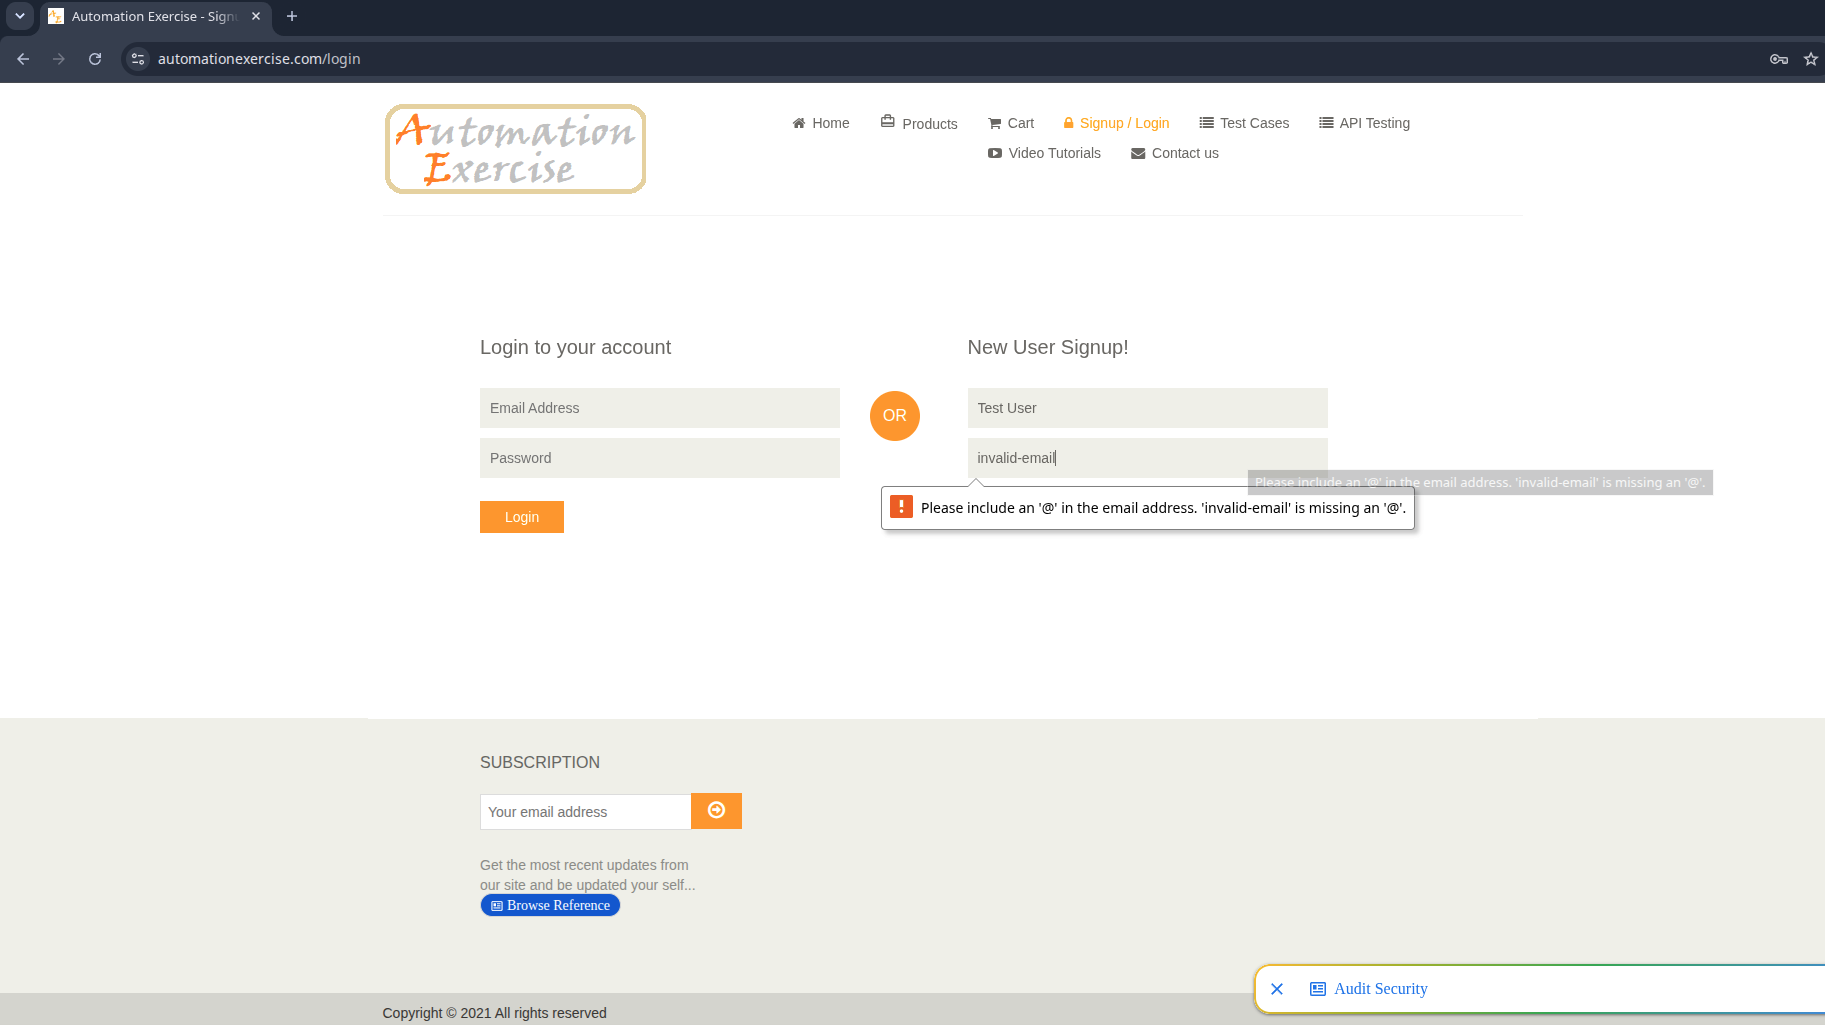 Automation Exercise - Sign
automationexercise.com/login
Automation
Exercise
Home
Products
Cart
Signup / Login
Test Cases
API Testing
Video Tutorials
Contact us
Login to your account
New User Signup!
Email Address
Test User
OR
Password
invalid-email
Please include an '@' in the email address. 'invalid-email' is missing an '@'.
Please include an '@' in the email address. 'invalid-email' is missing an '@'.
Login
SUBSCRIPTION
Your email address
Get the most recent updates from
our site and be updated your self...
Browse Reference
Audit Security
Copyright © 2021 All rights reserved